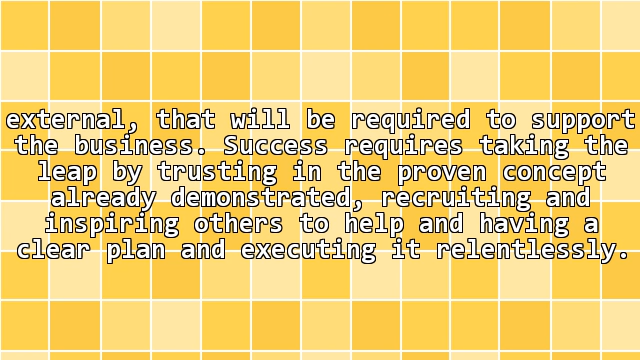 external, that will be required to support
the business. Success requires taking the
leap by trusting in the proven concept
already demonstrated, recruiting and
inspiring others to help and having a
clear plan and executing it relentlessly.